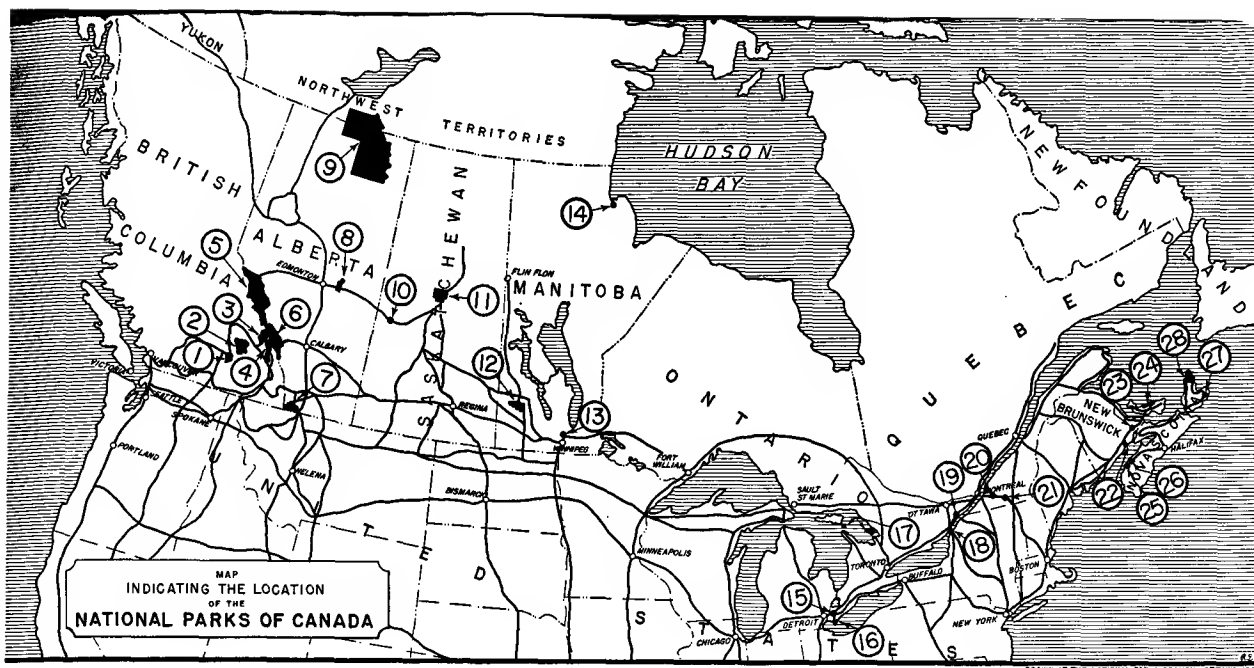 YUKON
NORTHWEST TERRITORIES
BRITISH COLUMBIA
ALBERTA
SASKATCHEWAN
MANITOBA
HUDSON BAY
ONTARIO
QUEBEC
NEWFOUNDLAND
NEW BRUNSWICK
NOVA SCOTIA
UNITED STATES
EDMONTON
CALGARY
VANCOUVER
VICTORIA
SEATTLE
SPOKANE
PORTLAND
HELENA
REGINA
FLIN FLON
WINNIPEG
BISMARCK
FORT WILLIAM
MINNEAPOLIS
SAULT ST MARIE
CHICAGO
DETROIT
TORONTO
BUFFALO
OTTAWA
MONTREAL
QUEBEC
BOSTON
NEW YORK
HALIFAX
1
2
3
4
5
6
7
8
9
10
11
12
13
14
15
16
17
18
19
20
21
22
23
24
25
26
27
28
MAP
INDICATING THE LOCATION
OF THE
NATIONAL PARKS OF CANADA